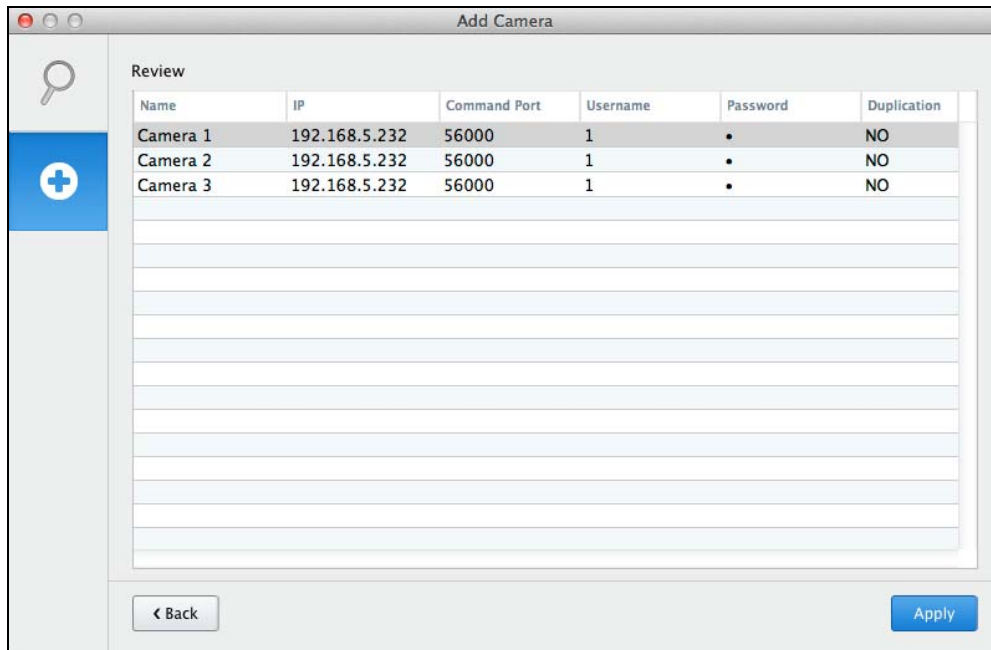 Add Camera
Review
Name IP Command Port Username Password Duplication
Camera 1 192.168.5.232 56000 1 • NO
Camera 2 192.168.5.232 56000 1 • NO
Camera 3 192.168.5.232 56000 1 • NO
Back Apply